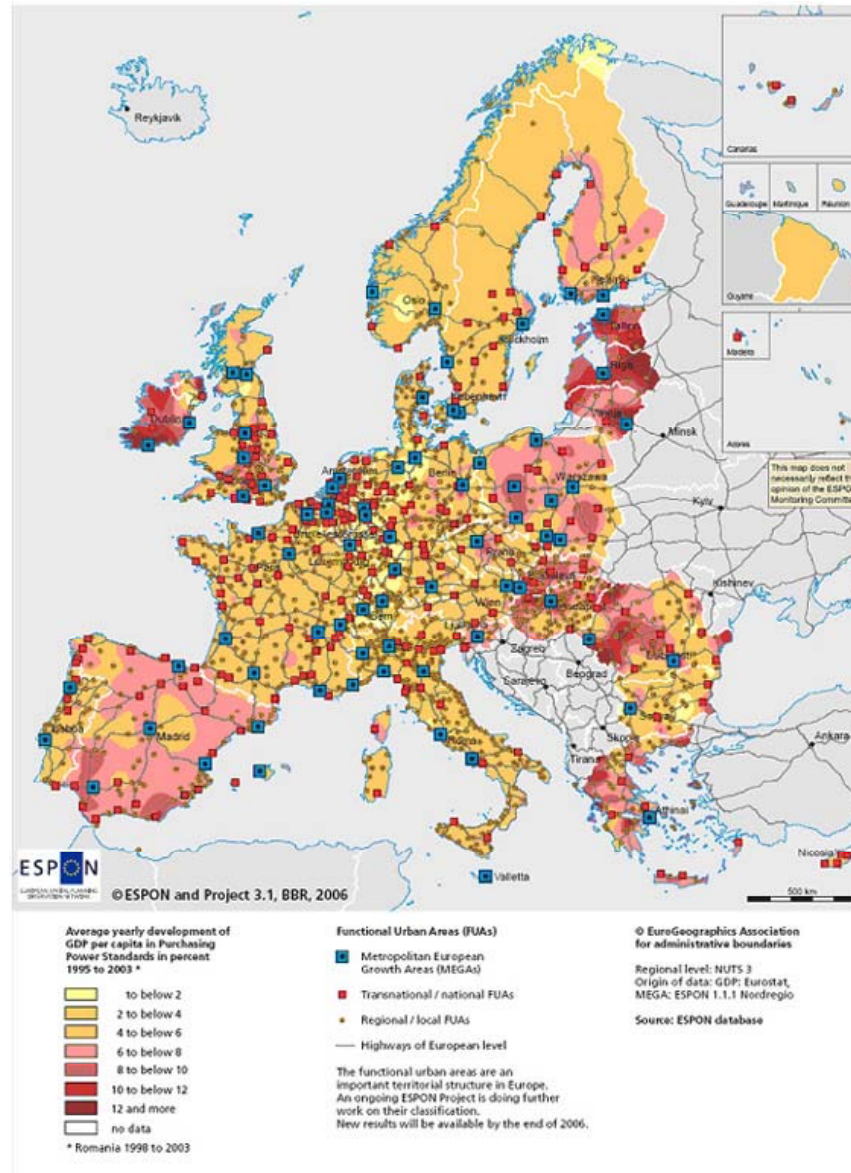 Reykjavik
Canarias
Guadeloupe
Martinique
Réunion
Guyane
Madeira
Oslo
Stockholm
Helsinki
Tallinn
Riga
København
Dublin
Minsk
Berlin
Warszawa
This map does not
necessarily reflect the
opinion of the ESPON
Monitoring Committe
Kyiv
Praha
Paris
Kishinev
Wien
Bern
Zagreb
Beograd
Sarajevo
Skopje
Tirana
Ankara
Lisboa
Madrid
Roma
Athinai
Valletta
Nicosia
500 km
ESPON
© ESPON and Project 3.1, BBR, 2006
Average yearly development of
GDP per capita in Purchasing
Power Standards in percent
1995 to 2003 *
to below 2
2 to below 4
4 to below 6
6 to below 8
8 to below 10
10 to below 12
12 and more
no data
* Romania 1998 to 2003
Functional Urban Areas (FUAs)
Metropolitan European
Growth Areas (MEGAs)
Transnational / national FUAs
Regional / local FUAs
Highways of European level
The functional urban areas are an
important territorial structure in Europe.
An ongoing ESPON Project is doing further
work on their classification.
New results will be available by the end of 2006.
© EuroGeographics Association
for administrative boundaries
Regional level: NUTS 3
Origin of data: GDP: Eurostat,
MEGA: ESPON 1.1.1 Nordregio
Source: ESPON database